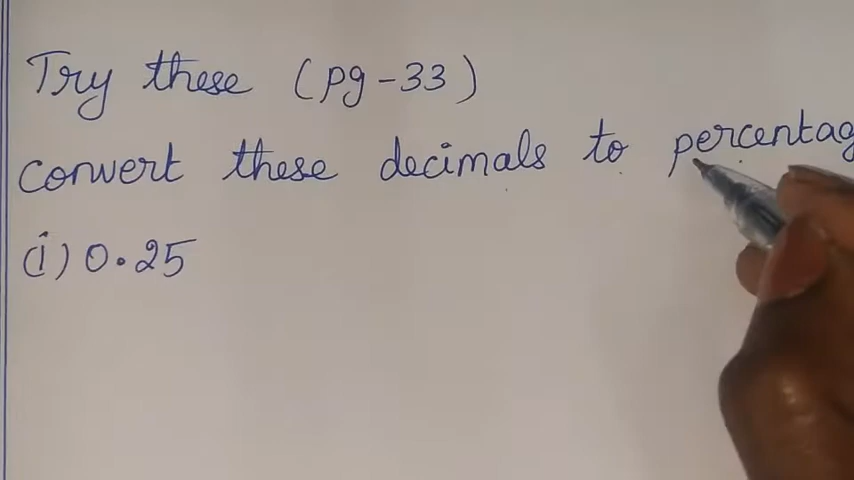 Try these (pg-33)
Convert these decimals to percentag
(i) 0.25